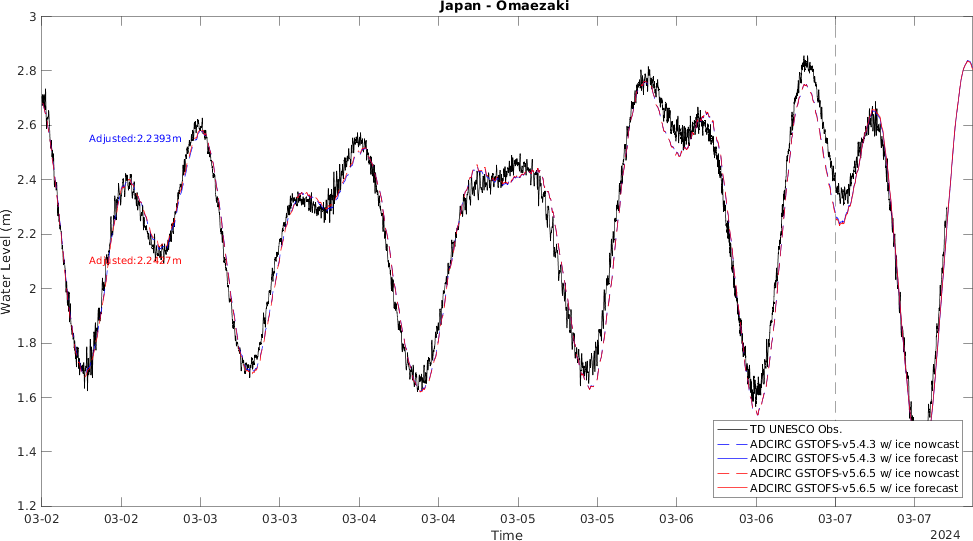 Japan - Omaezaki
3
2.8
2.6
2.4
2.2
2
1.8
1.6
1.4
1.2
Water Level (m)
Adjusted:2.2393m
Adjusted:2.2427m
TD UNESCO Obs.
ADCIRC GSTOFS-v5.4.3 w/ ice nowcast
ADCIRC GSTOFS-v5.4.3 w/ ice forecast
ADCIRC GSTOFS-v5.6.5 w/ ice nowcast
ADCIRC GSTOFS-v5.6.5 w/ ice forecast
03-02 03-02 03-03 03-03 03-04 03-04 03-05 03-05 03-06 03-06 03-07 03-07
Time
2024